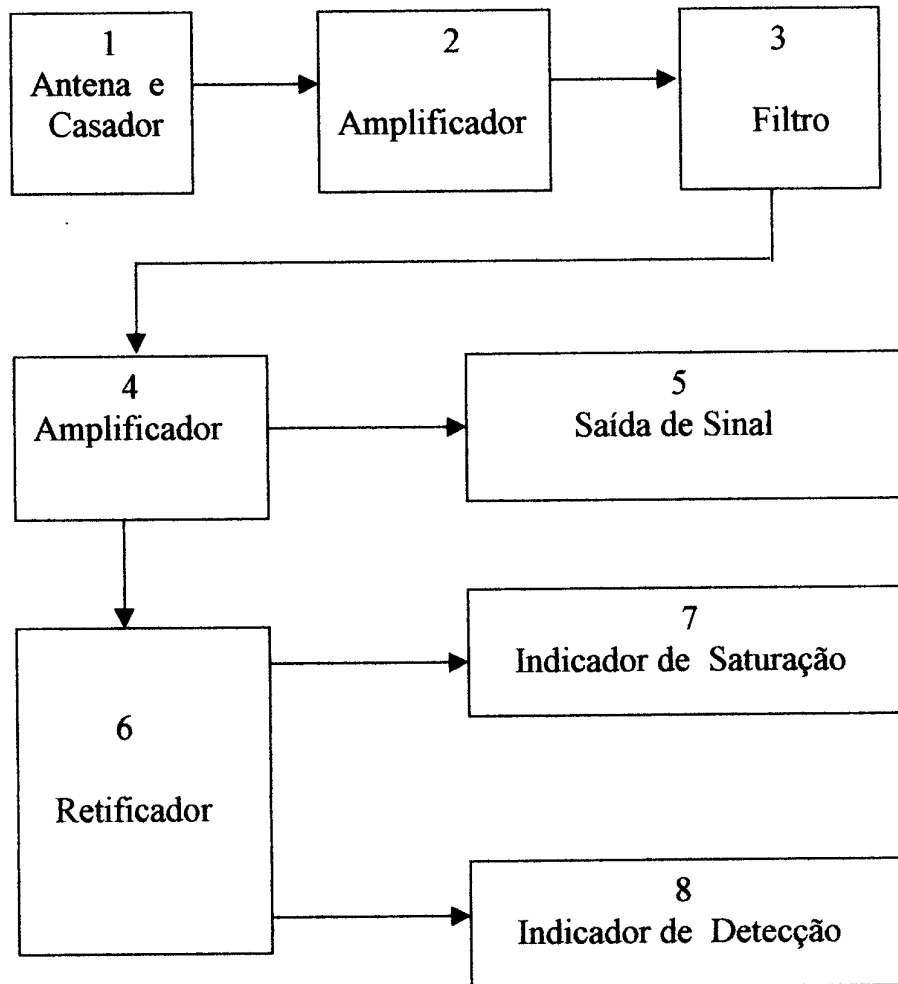 1
Antena e
Casador
2
Amplificador
3
Filtro
4
Amplificador
5
Saída de Sinal
6
Retificador
7
Indicador de Saturação
8
Indicador de Detecção